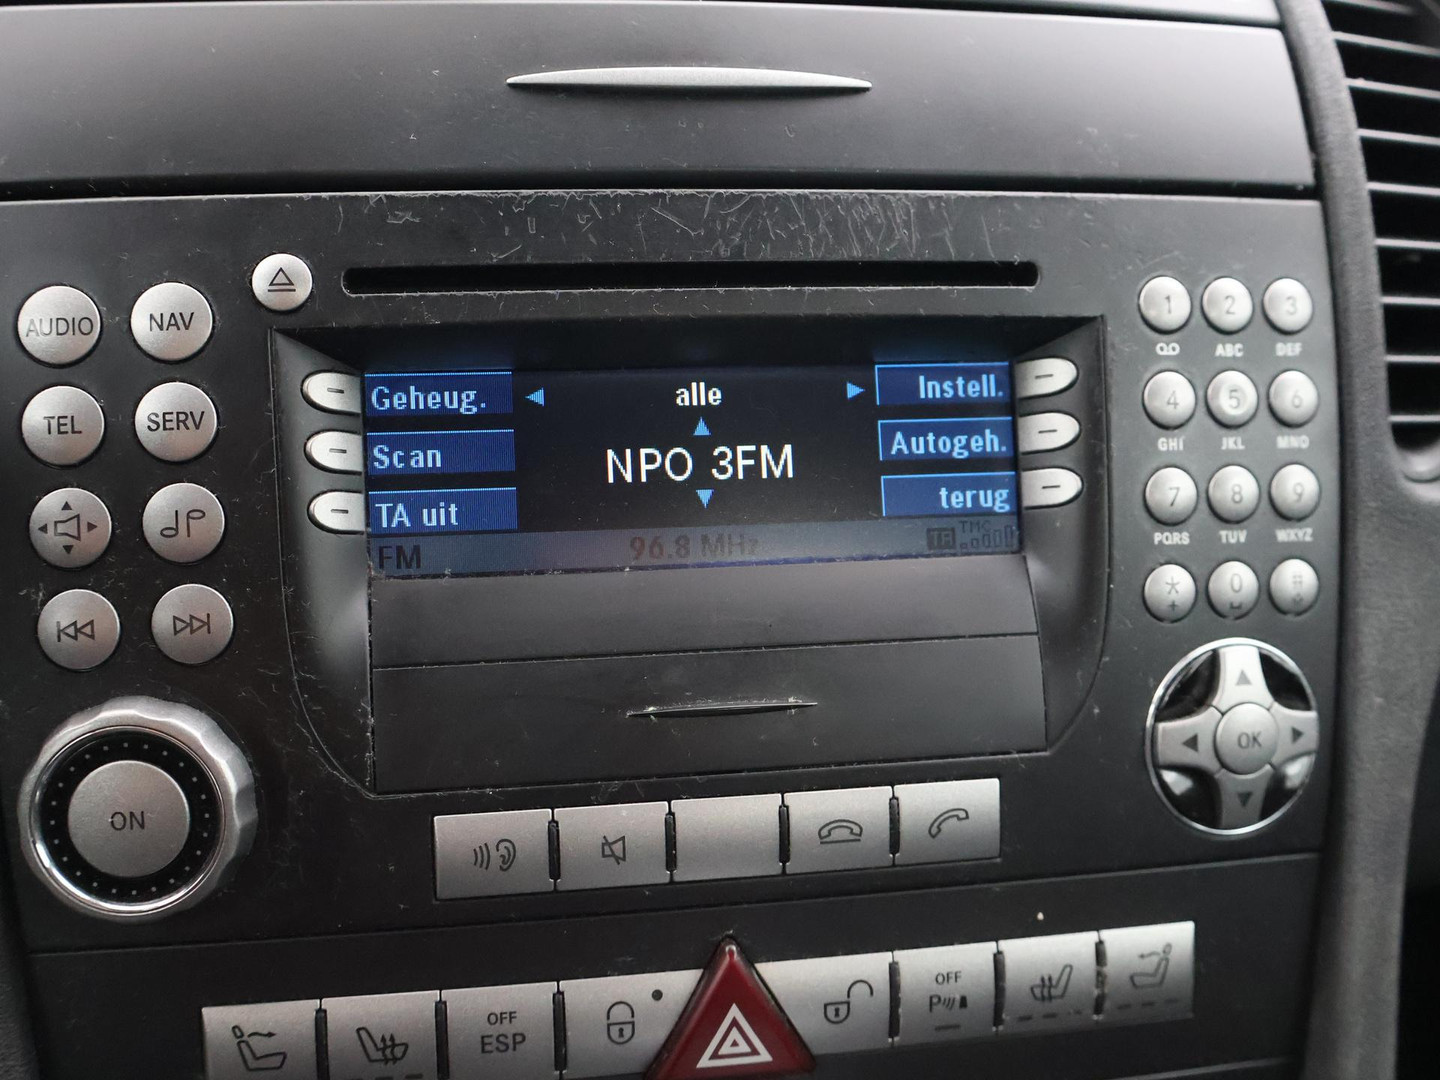 AUDIO NAV
TEL SERV
ON
Geheug. alle Instell.
Scan NPO 3FM Autogeh.
TA uit terug
FM 96.8 MHz TMC
1 2 3
ABC DEF
4 5 6
GHI JKL MNO
7 8 9
PQRS TUV WXYZ
* 0 #
+
OK
OFF
ESP
OFF
P